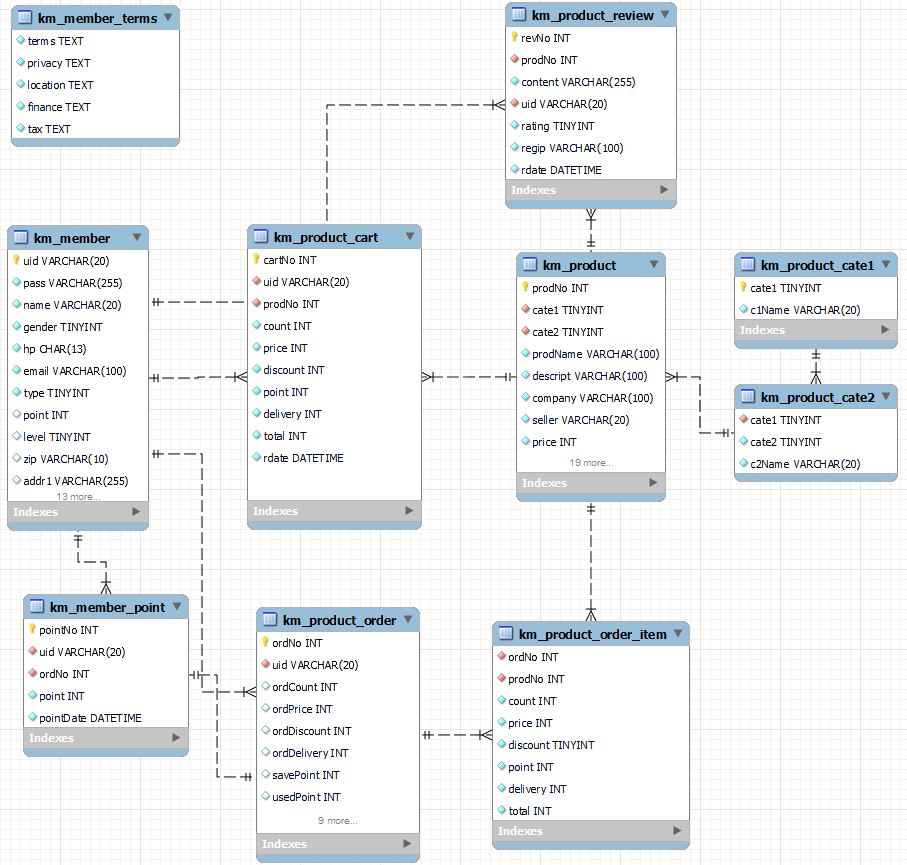 km_member_terms
terms TEXT
privacy TEXT
location TEXT
finance TEXT
tax TEXT
km_product_review
revNo INT
prodNo INT
content VARCHAR(255)
uid VARCHAR(20)
rating TINYINT
regip VARCHAR(100)
rdate DATETIME
Indexes
km_member
uid VARCHAR(20)
pass VARCHAR(255)
name VARCHAR(20)
gender TINYINT
hp CHAR(13)
email VARCHAR(100)
type TINYINT
point INT
level TINYINT
zip VARCHAR(10)
addr1 VARCHAR(255)
13 more...
Indexes
km_product_cart
cartNo INT
uid VARCHAR(20)
prodNo INT
count INT
price INT
discount INT
point INT
delivery INT
total INT
rdate DATETIME
Indexes
km_product
prodNo INT
cate1 TINYINT
cate2 TINYINT
prodName VARCHAR(100)
descript VARCHAR(100)
company VARCHAR(100)
seller VARCHAR(20)
price INT
19 more...
Indexes
km_product_cate1
cate1 TINYINT
c1Name VARCHAR(20)
Indexes
km_product_cate2
cate1 TINYINT
cate2 TINYINT
c2Name VARCHAR(20)
km_member_point
pointNo INT
uid VARCHAR(20)
ordNo INT
point INT
pointDate DATETIME
Indexes
km_product_order
ordNo INT
uid VARCHAR(20)
ordCount INT
ordPrice INT
ordDiscount INT
ordDelivery INT
savePoint INT
usedPoint INT
9 more...
Indexes
km_product_order_item
ordNo INT
prodNo INT
count INT
price INT
discount TINYINT
point INT
delivery INT
total INT
Indexes